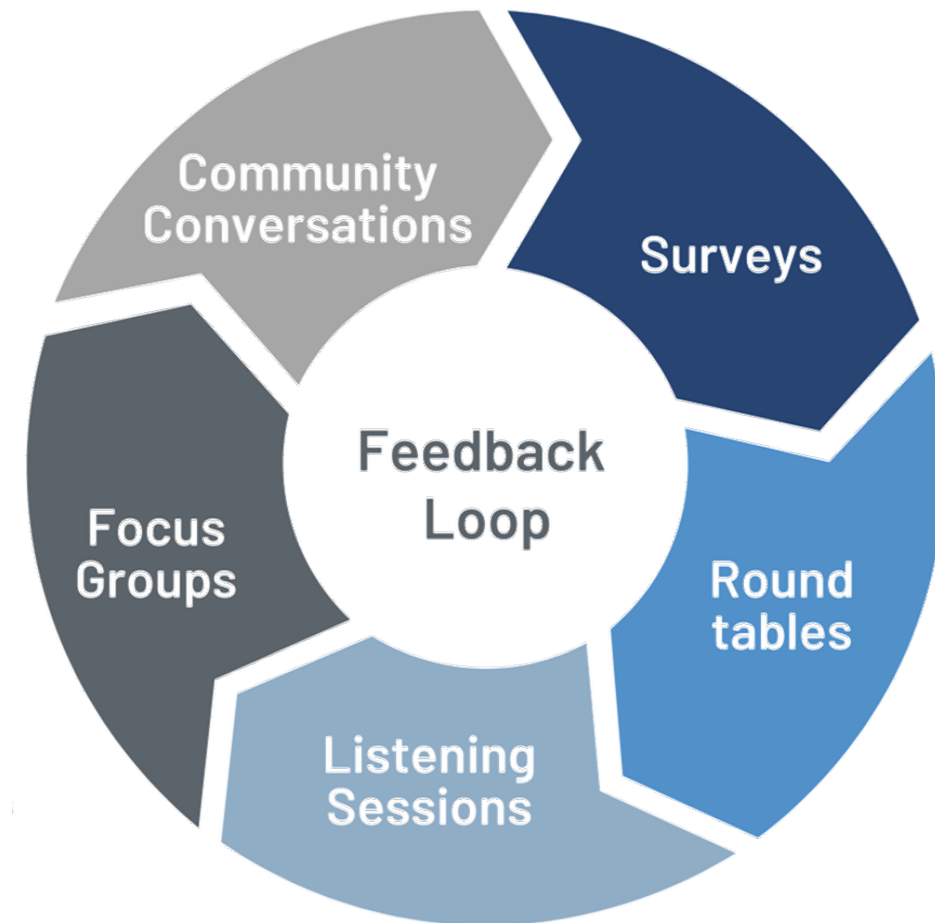 Community
Conversations
Surveys
Feedback
Loop
Focus
Groups
Round
tables
Listening
Sessions